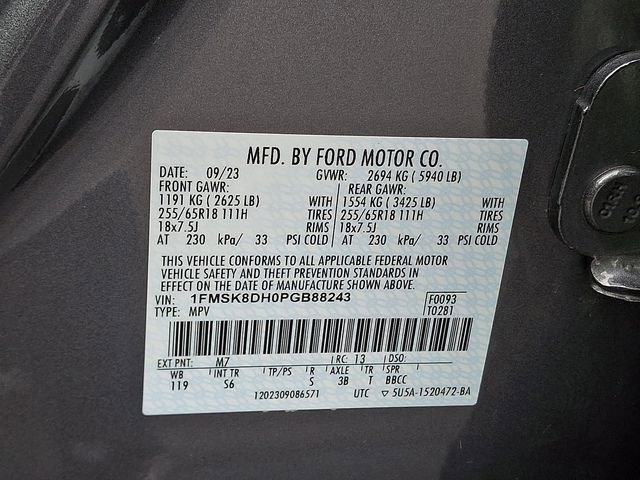 MFD. BY FORD MOTOR CO.
DATE: 09/23 GVWR: 2694 KG ( 5940 LB)
FRONT GAWR: REAR GAWR:
1191 KG ( 2625 LB) WITH 1554 KG ( 3425 LB) WITH
255/65R18 111H TIRES 255/65R18 111H TIRES
18x7.5J RIMS 18x7.5J RIMS
AT 230 kPa/ 33 PSI COLD AT 230 kPa/ 33 PSI COLD
THIS VEHICLE CONFORMS TO ALL APPLICABLE FEDERAL MOTOR
VEHICLE SAFETY AND THEFT PREVENTION STANDARDS IN
EFFECT ON THE DATE OF MANUFACTURE SHOWN ABOVE.
VIN: 1FMSK8DH0PGB88243 F0093
TYPE: MPV T0281
EXT PNT: M7 RC: 13 DSO:
WB INT TR TP/PS R AXLE TR SPR
119 S6 S 3B T BBCC
1202309086571 UTC ▽ 5U5A-1520472-BA